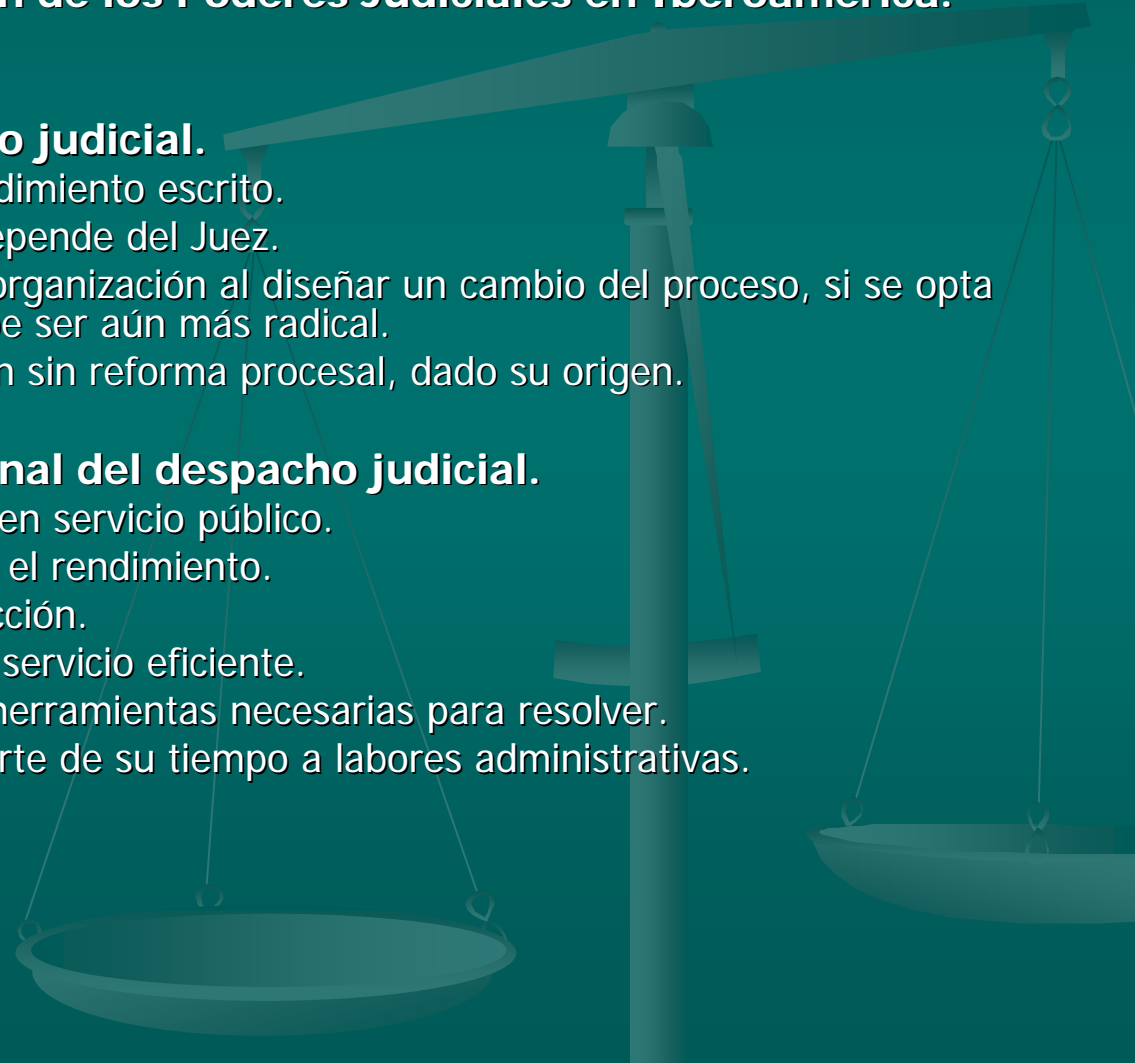 de los Poderes Judiciales en Iberoamérica.
judicial.
dimiento escrito.
epende del Juez.
organización al diseñar un cambio del proceso, si se opta
e ser aún más radical.
n sin reforma procesal, dado su origen.
nal del despacho judicial.
en servicio público.
el rendimiento.
cción.
servicio eficiente.
herramientas necesarias para resolver.
rte de su tiempo a labores administrativas.